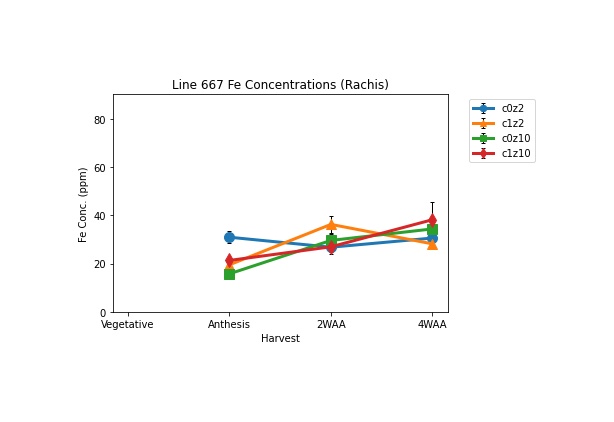 Line 667 Fe Concentrations (Rachis)
c0z2
c1z2
c0z10
c1z10
Fe Conc. (ppm)
80
60
40
20
0
Vegetative Anthesis 2WAA 4WAA
Harvest